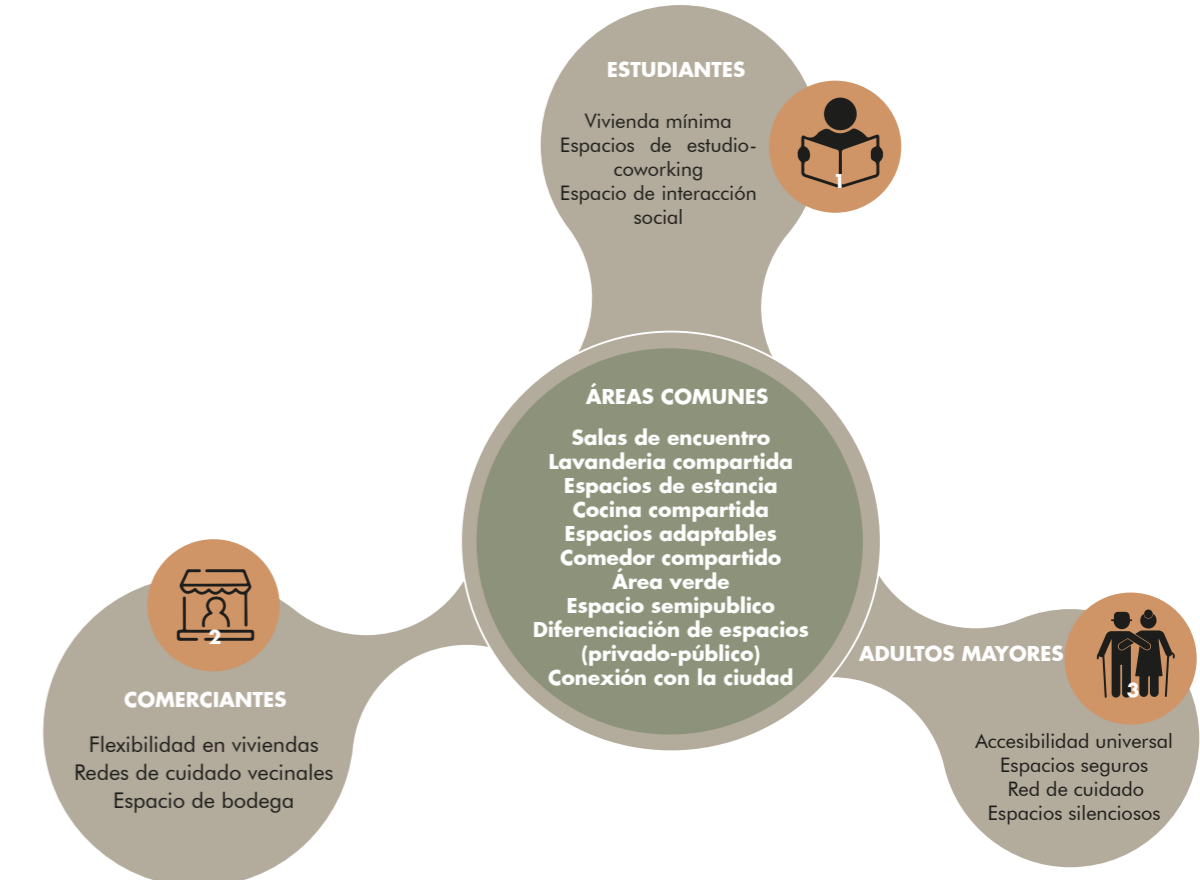 ESTUDIANTES
Vivienda mínima
Espacios de estudio-
coworking
Espacio de interacción
social
1
ÁREAS COMUNES
Salas de encuentro
Lavanderia compartida
Espacios de estancia
Cocina compartida
Espacios adaptables
Comedor compartido
Área verde
Espacio semipublico
Diferenciación de espacios
(privado-público)
Conexión con la ciudad
2
COMERCIANTES
Flexibilidad en viviendas
Redes de cuidado vecinales
Espacio de bodega
ADULTOS MAYORES
3
Accesibilidad universal
Espacios seguros
Red de cuidado
Espacios silenciosos